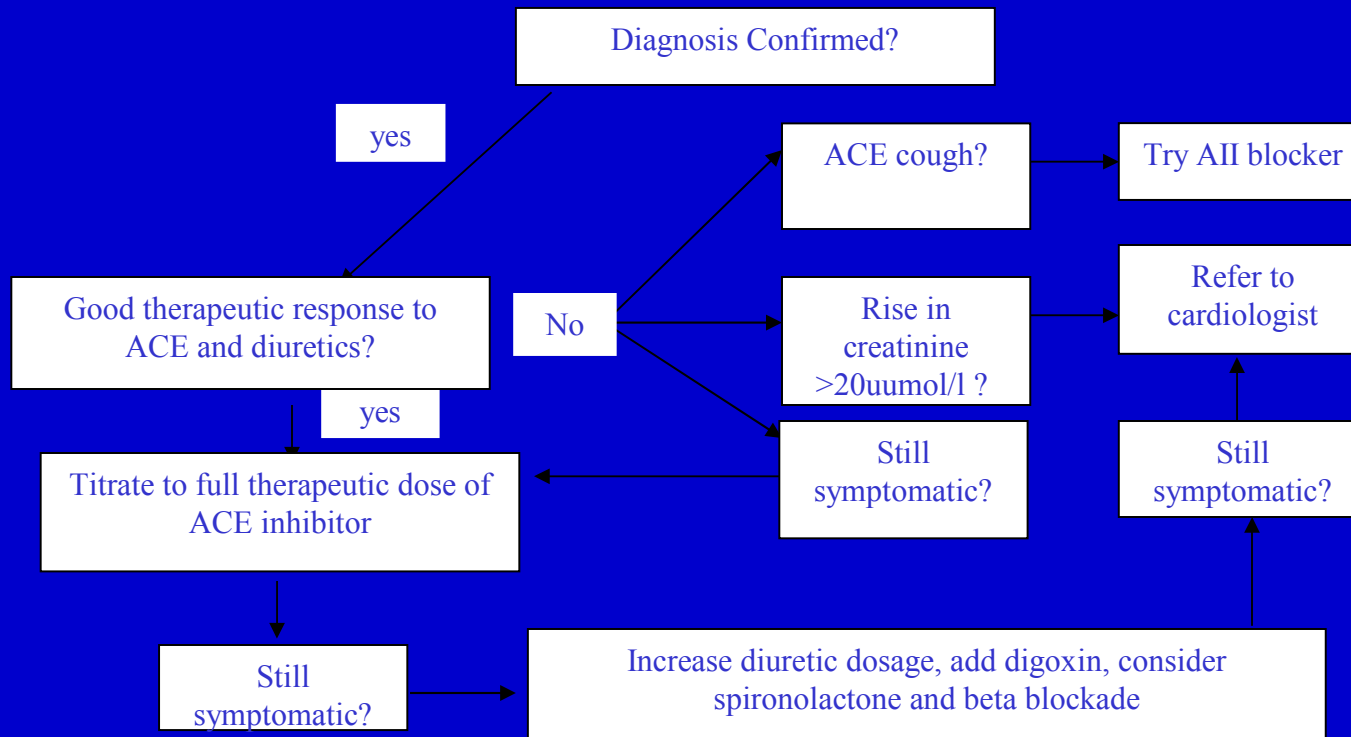 Diagnosis Confirmed?
yes
ACE cough?
Try AII blocker
Good therapeutic response to
ACE and diuretics?
No
Rise in
creatinine
>20uumol/l ?
Refer to
cardiologist
yes
Titrate to full therapeutic dose of
ACE inhibitor
Still
symptomatic?
Still
symptomatic?
Still
symptomatic?
Increase diuretic dosage, add digoxin, consider
spironolactone and beta blockade